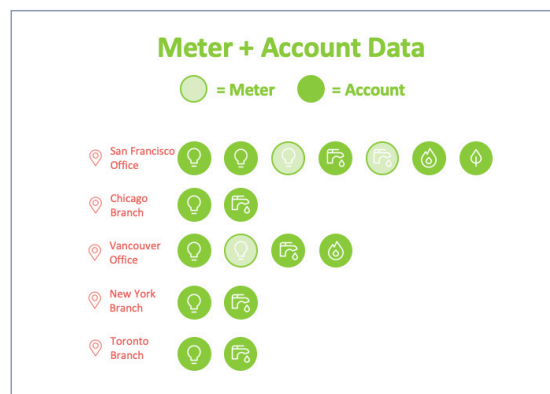 Meter + Account Data
= Meter
= Account
San Francisco
Office
Chicago
Branch
Vancouver
Office
New York
Branch
Toronto
Branch